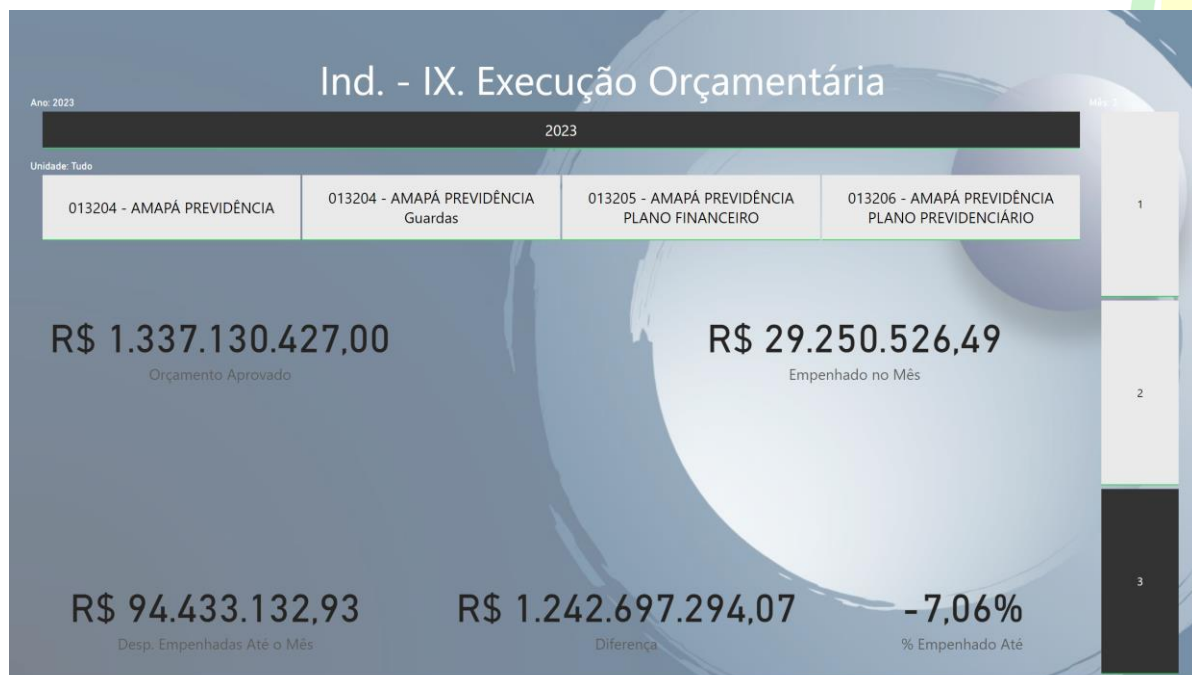 Ind. - IX. Execução Orçamentária
Ano: 2023
Mês: 3
2023
Unidade: Tudo
013204 - AMAPÁ PREVIDÊNCIA
013204 - AMAPÁ PREVIDÊNCIA
Guardas
013205 - AMAPÁ PREVIDÊNCIA
PLANO FINANCEIRO
013206 - AMAPÁ PREVIDÊNCIA
PLANO PREVIDENCIÁRIO
1
R$ 1.337.130.427,00
Orçamento Aprovado
R$ 29.250.526,49
Empenhado no Mês
2
3
R$ 94.433.132,93
Desp. Empenhadas Até o Mês
R$ 1.242.697.294,07
Diferença
-7,06%
% Empenhado Até